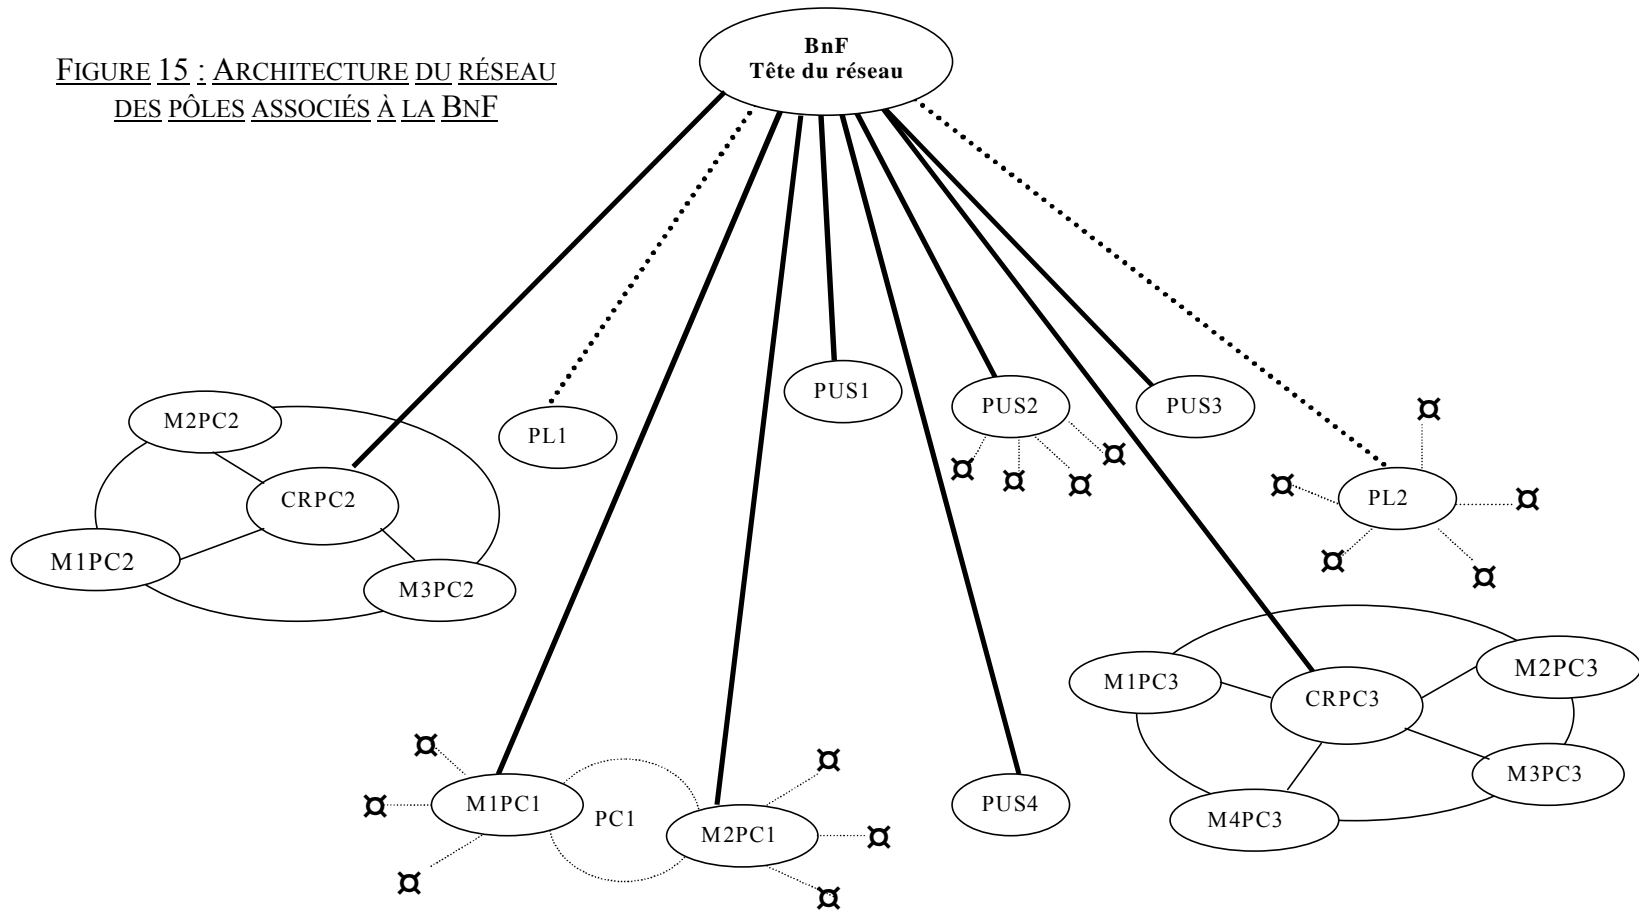 BnF
Tête du réseau
FIGURE 15 : ARCHITECTURE DU RÉSEAU
DES PÔLES ASSOCIÉS À LA BNF
PUS1
PUS2
PUS3
M2PC2
PL1
CRPC2
PL2
M1PC2
M3PC2
M1PC3
M2PC3
CRPC3
M3PC3
M1PC1
PC1
M2PC1
PUS4
M4PC3